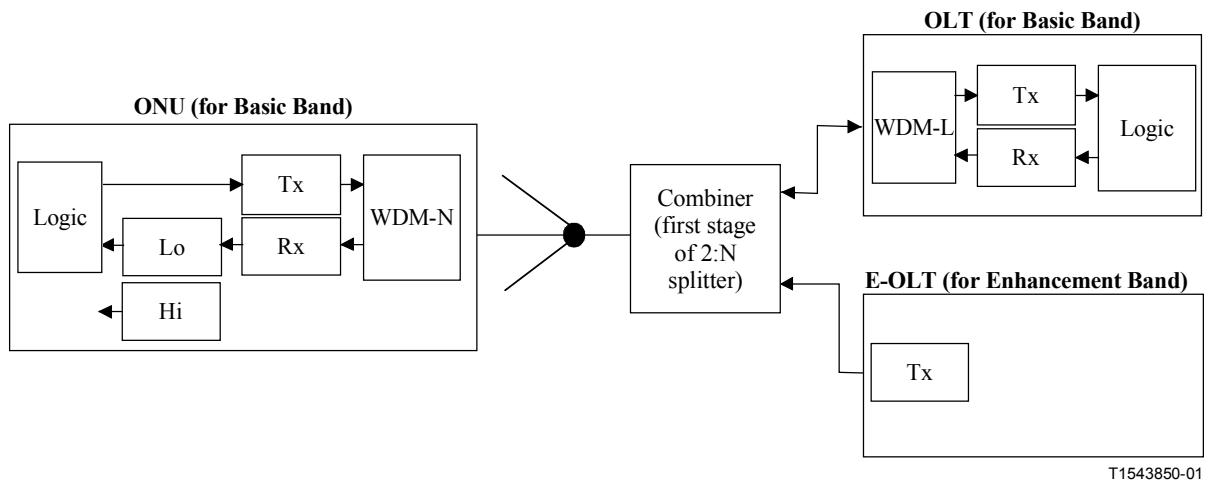 OLT (for Basic Band)
WDM-L
Tx
Rx
Logic
ONU (for Basic Band)
Logic
Tx
Lo
Rx
Hi
WDM-N
Combiner
(first stage
of 2:N
splitter)
E-OLT (for Enhancement Band)
Tx
T1543850-01